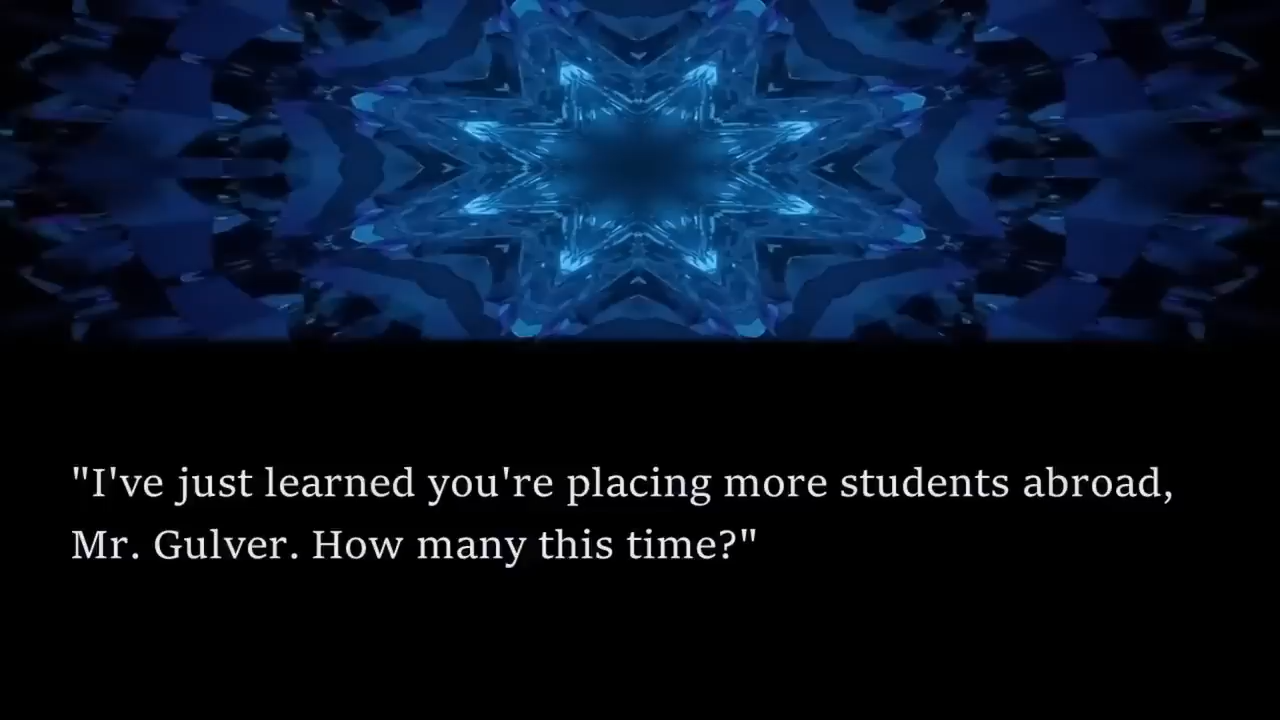 "I've just learned you're placing more students abroad,
Mr. Gulver. How many this time?"